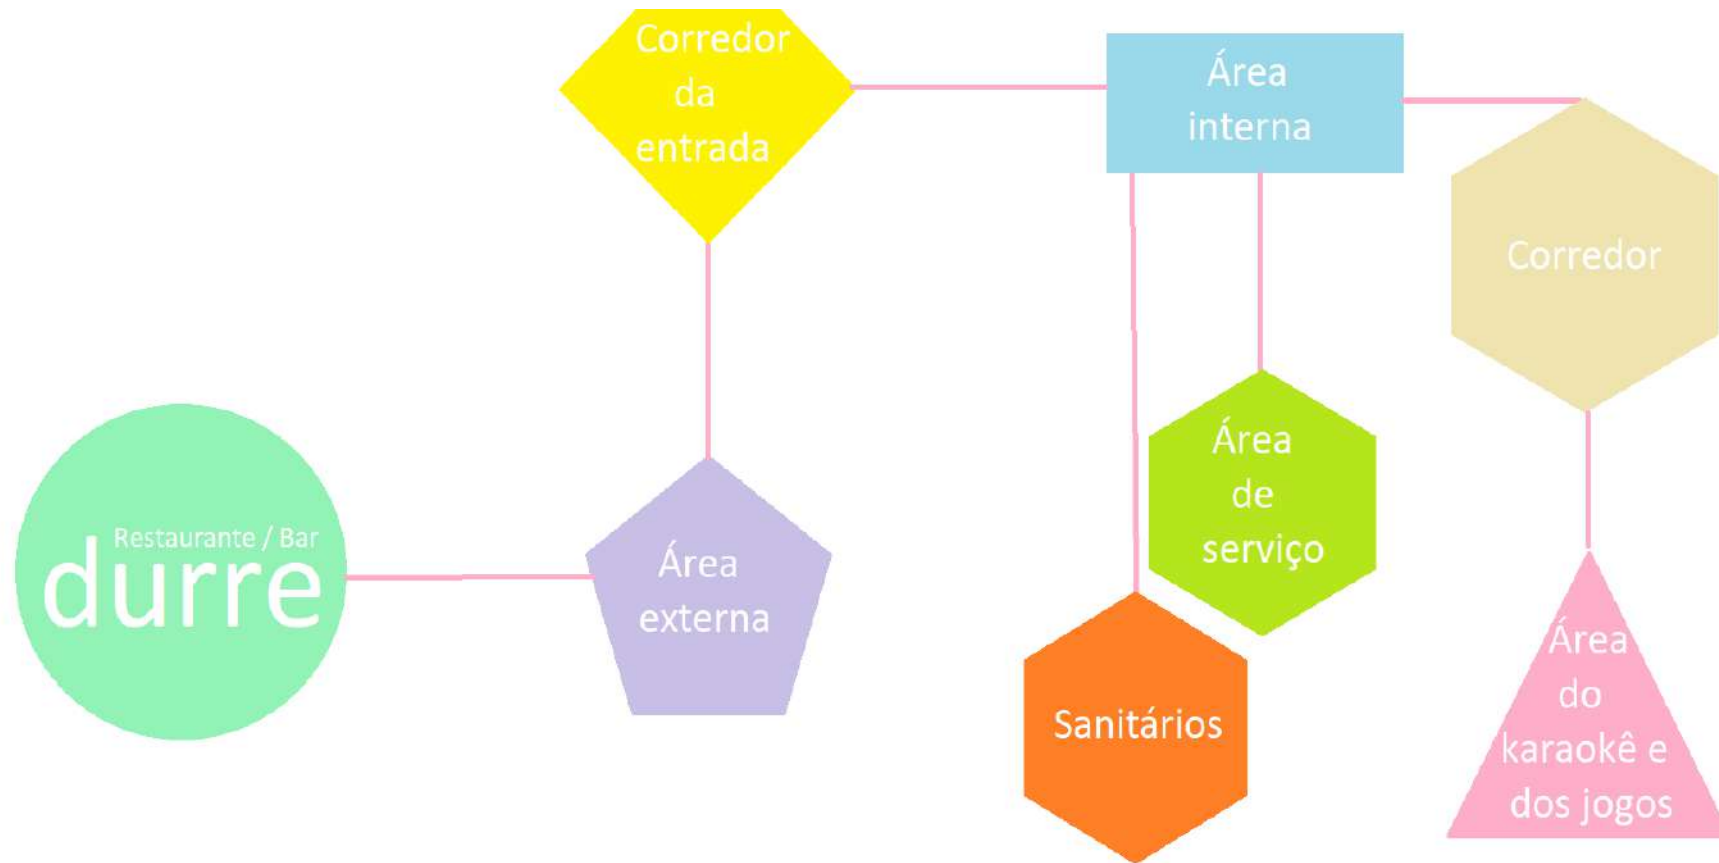 Corredor
da
entrada
Área
interna
Corredor
Restaurante / Bar
durre
Área
externa
Área
de
serviço
Sanitários
Área
do
karaokê e
dos jogos